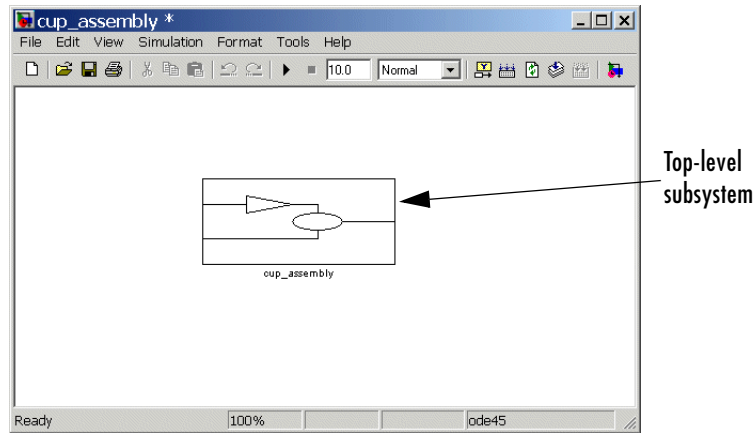 cup_assembly *
File Edit View Simulation Format Tools Help
10.0 Normal
Top-level
subsystem
cup_assembly
Ready 100% ode45